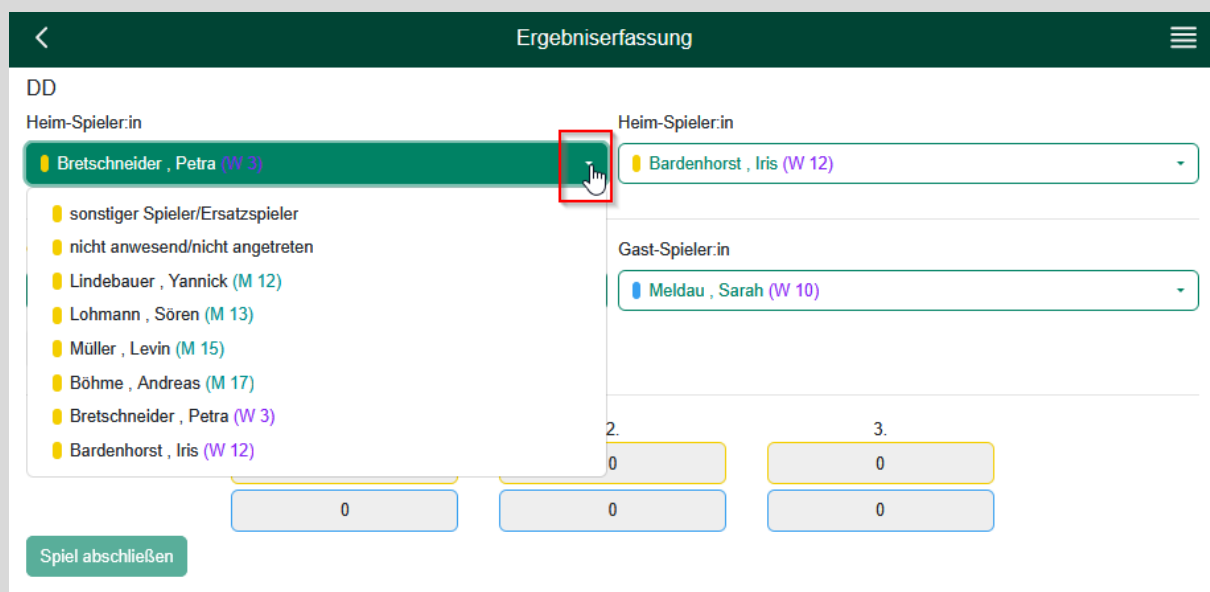 Ergebniserfassung
DD
Heim-Spieler:in
Heim-Spieler:in
Bretschneider , Petra (W 3)
Bardenhorst , Iris (W 12)
sonstiger Spieler/Ersatzspieler
nicht anwesend/nicht angetreten
Lindebauer , Yannick (M 12)
Lohmann , Sören (M 13)
Müller , Levin (M 15)
Böhme , Andreas (M 17)
Bretschneider , Petra (W 3)
Bardenhorst , Iris (W 12)
Gast-Spieler:in
Meldau , Sarah (W 10)
2.
3.
0
0
0
0
0
Spiel abschließen